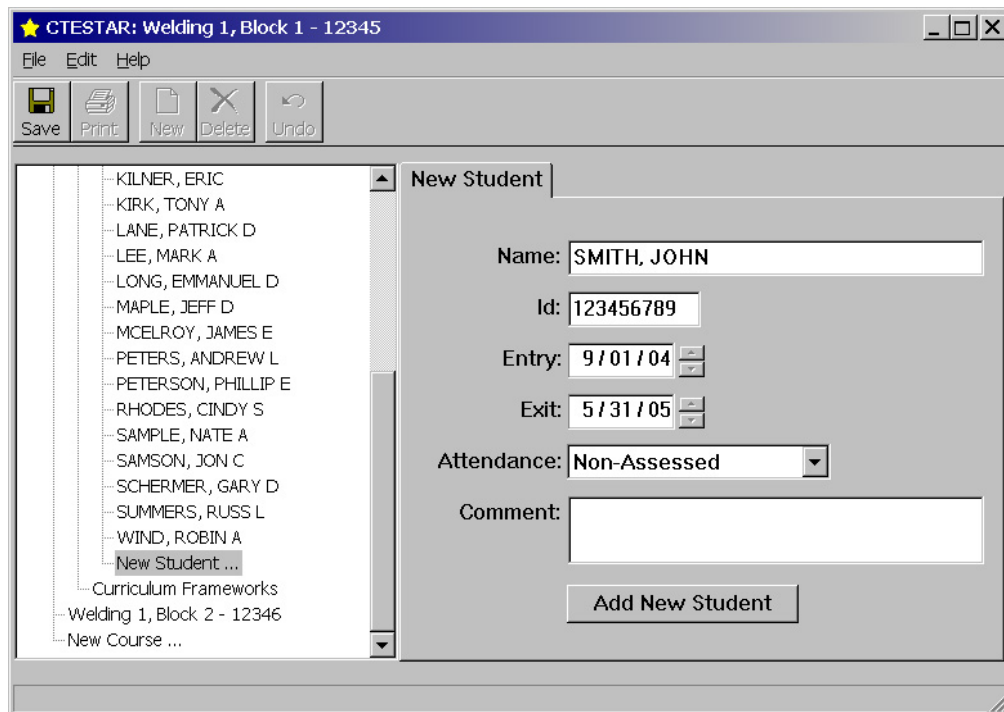 CTESTAR: Welding 1, Block 1 - 12345
File Edit Help
Save Print New Delete Undo
KILNER, ERIC
KIRK, TONY A
LANE, PATRICK D
LEE, MARK A
LONG, EMMANUEL D
MAPLE, JEFF D
MCELROY, JAMES E
PETERS, ANDREW L
PETERSON, PHILLIP E
RHODES, CINDY S
SAMPLE, NATE A
SAMSON, JON C
SCHERMER, GARY D
SUMMERS, RUSS L
WIND, ROBIN A
New Student ...
Curriculum Frameworks
Welding 1, Block 2 - 12346
New Course ...
New Student
Name: SMITH, JOHN
Id: 123456789
Entry: 9/01/04
Exit: 5/31/05
Attendance: Non-Assessed
Comment:
Add New Student